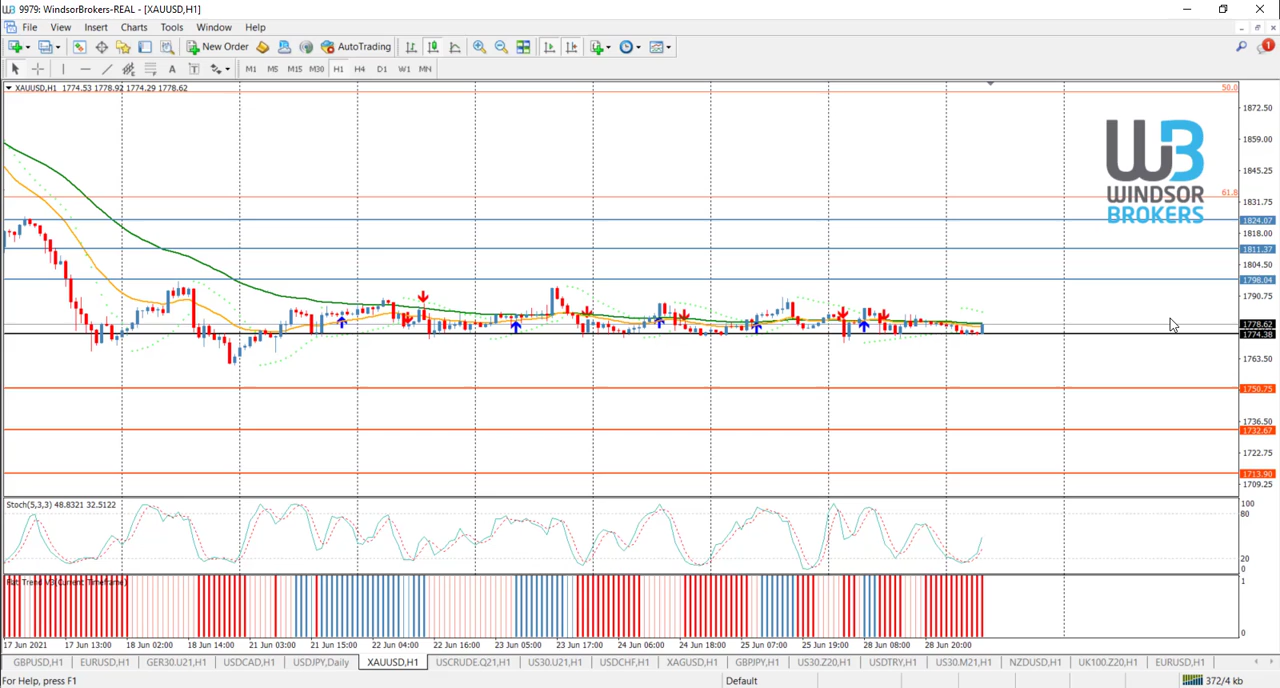 9979: WindsorBrokers-REAL - [XAUUSD,H1]
File View Insert Charts Tools Window Help
New Order AutoTrading 1
A T M1 M5 M15 M30 H1 H4 D1 W1 MN
XAUUSD,H1 1774.53 1778.92 1774.29 1778.62
50.0
1872.50
1859.00
1845.25
61.8
1831.75
1824.07
1818.00
1811.37
1804.50
1798.04
1790.75
1778.62
1774.38
1763.50
1750.75
1736.50
1732.67
1722.75
1713.90
1709.25
WINDSOR
BROKERS
Stoch(5,3,3) 48.8321 32.5122
100
80
20
0
Flat Trend V3(Current Timeframe)
1
0
17 Jun 2021 17 Jun 13:00 18 Jun 02:00 18 Jun 14:00 21 Jun 03:00 21 Jun 15:00 22 Jun 04:00 22 Jun 16:00 23 Jun 05:00 23 Jun 17:00 24 Jun 06:00 24 Jun 18:00 25 Jun 07:00 25 Jun 19:00 28 Jun 08:00 28 Jun 20:00
GBPUSD,H1 EURUSD,H1 GER30.U21,H1 USDCAD,H1 USDJPY,Daily XAUUSD,H1 USCRUDE.Q21,H1 US30.U21,H1 USDCHF,H1 XAGUSD,H1 GBPJPY,H1 US30.Z20,H1 USDTRY,H1 US30.M21,H1 NZDUSD,H1 UK100.Z20,H1 EURUSD,H1
For Help, press F1 Default 372/4 kb